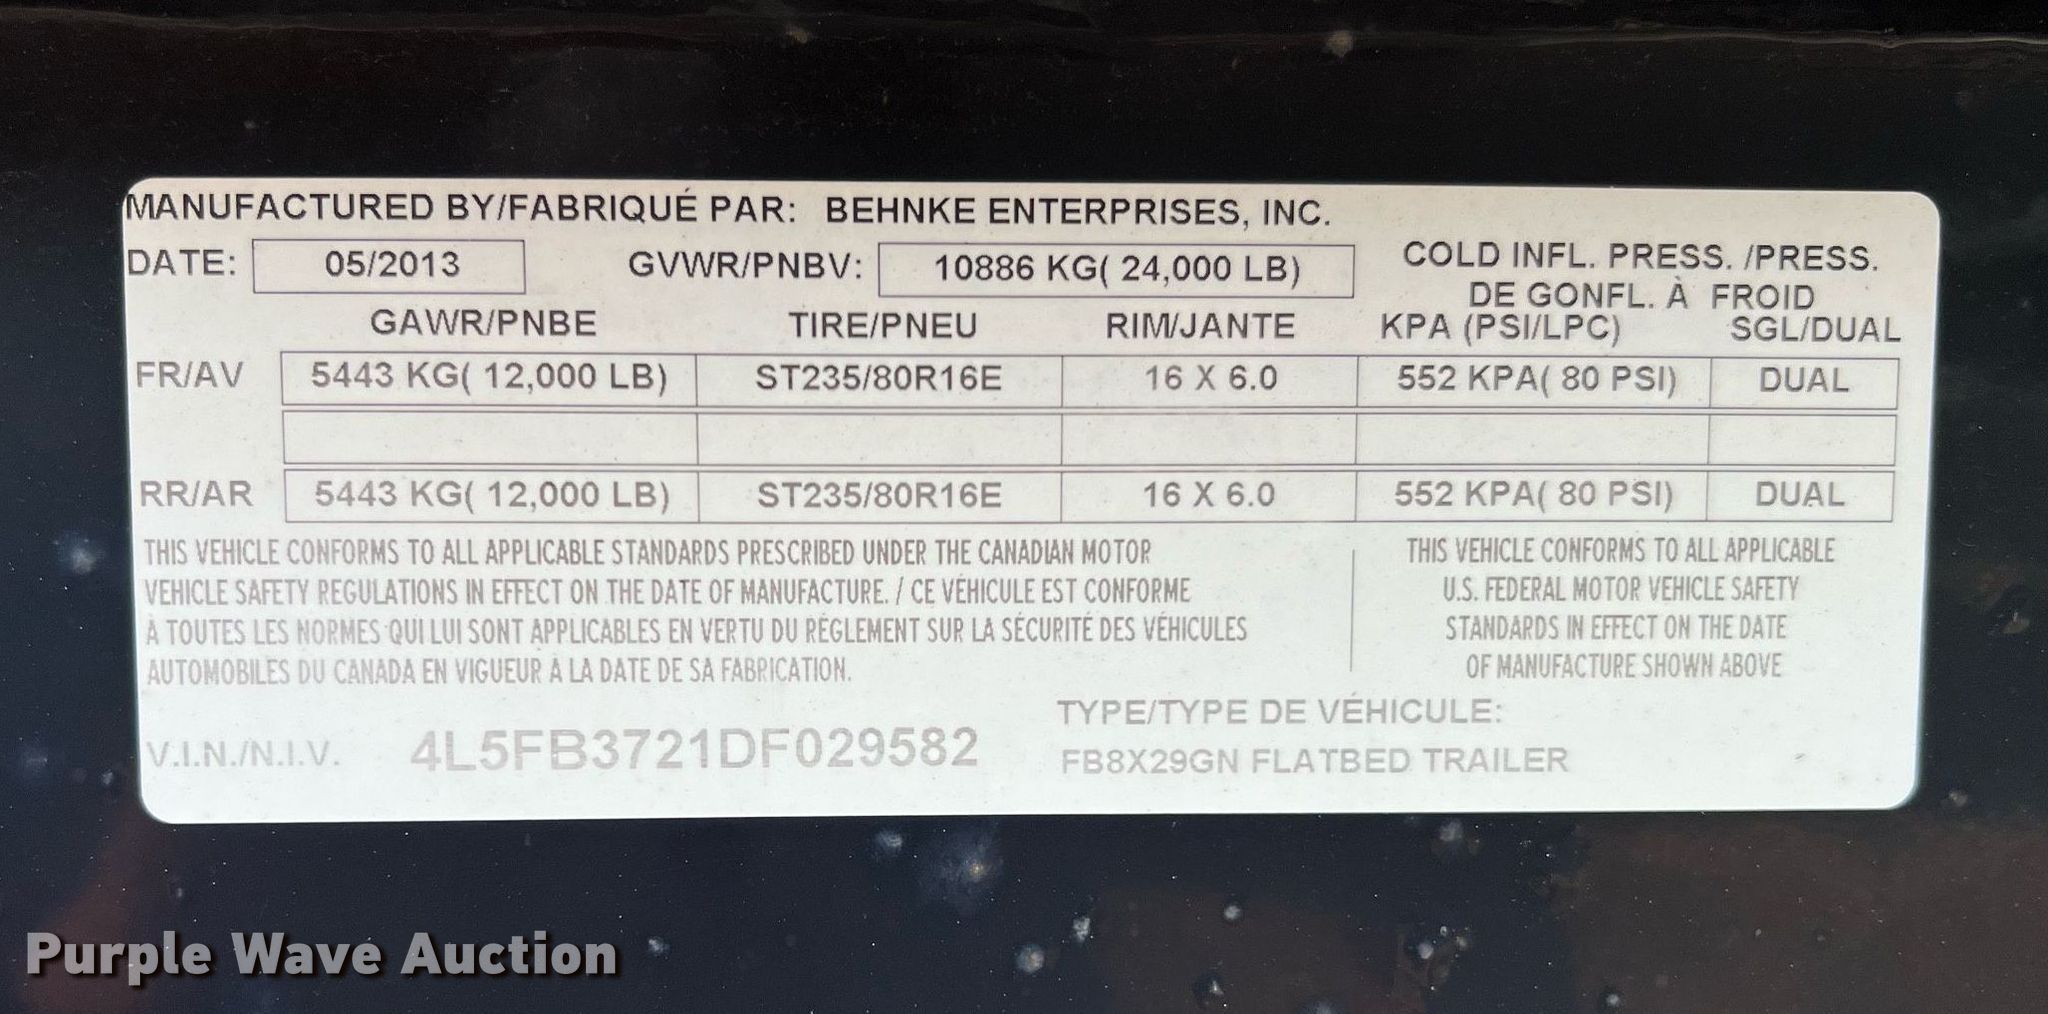 MANUFACTURED BY/FABRIQUÉ PAR: BEHNKE ENTERPRISES, INC.
DATE: 05/2013 GVWR/PNBV: 10886 KG( 24,000 LB)
COLD INFL. PRESS. /PRESS.
DE GONFL. À FROID
GAWR/PNBE TIRE/PNEU RIM/JANTE KPA (PSI/LPC) SGL/DUAL
FR/AV 5443 KG( 12,000 LB) ST235/80R16E 16 X 6.0 552 KPA( 80 PSI) DUAL
RR/AR 5443 KG( 12,000 LB) ST235/80R16E 16 X 6.0 552 KPA( 80 PSI) DUAL
THIS VEHICLE CONFORMS TO ALL APPLICABLE STANDARDS PRESCRIBED UNDER THE CANADIAN MOTOR
VEHICLE SAFETY REGULATIONS IN EFFECT ON THE DATE OF MANUFACTURE. / CE VÉHICULE EST CONFORME
À TOUTES LES NORMES QUI LUI SONT APPLICABLES EN VERTU DU RÈGLEMENT SUR LA SÉCURITÉ DES VÉHICULES
AUTOMOBILES DU CANADA EN VIGUEUR À LA DATE DE SA FABRICATION.
THIS VEHICLE CONFORMS TO ALL APPLICABLE
U.S. FEDERAL MOTOR VEHICLE SAFETY
STANDARDS IN EFFECT ON THE DATE
OF MANUFACTURE SHOWN ABOVE
V.I.N./N.I.V. 4L5FB3721DF029582
TYPE/TYPE DE VÉHICULE:
FB8X29GN FLATBED TRAILER
Purple Wave Auction